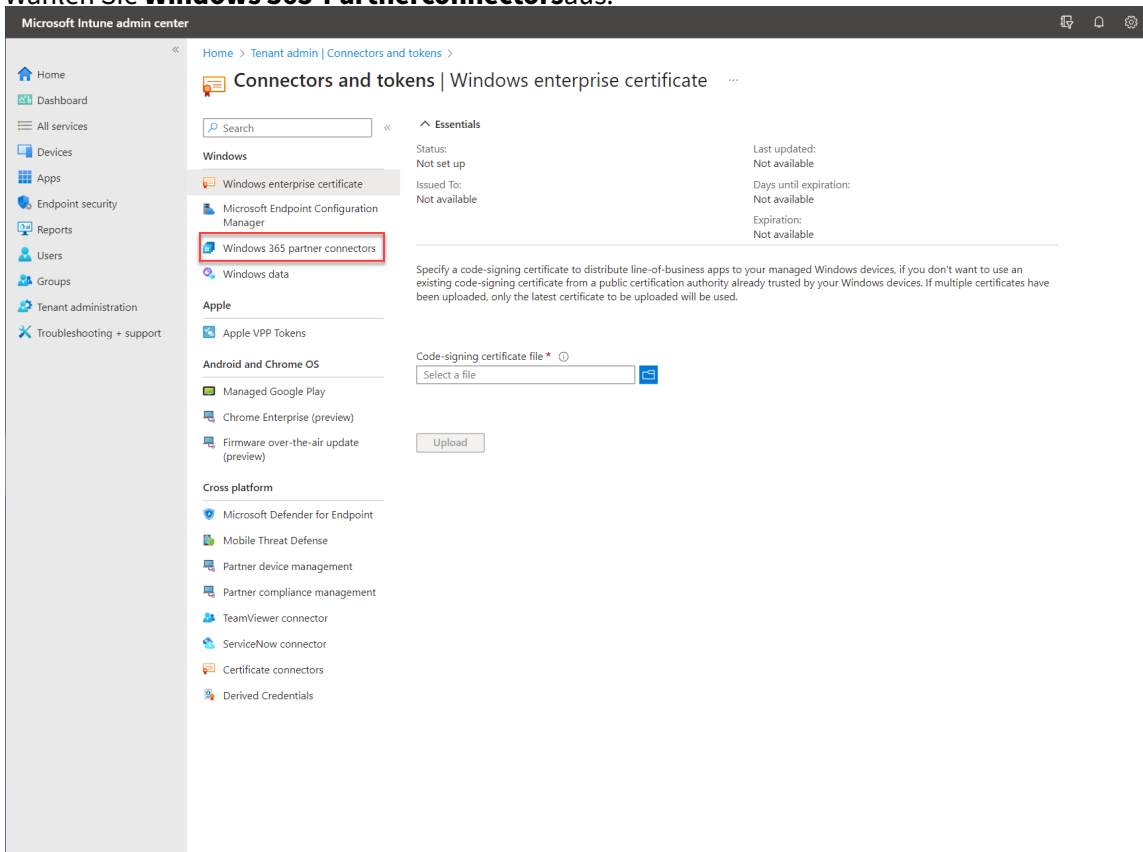 Wählen Sie Windows 365-Partnerconnectorsaus.
Microsoft Intune admin center
«
Home > Tenant admin | Connectors and tokens >
Connectors and tokens | Windows enterprise certificate ...
Home
Dashboard
All services
Devices
Apps
Endpoint security
Reports
Users
Groups
Tenant administration
Troubleshooting + support
Search
«
Windows
Windows enterprise certificate
Microsoft Endpoint Configuration
Manager
Windows 365 partner connectors
Windows data
Apple
Apple VPP Tokens
Android and Chrome OS
Managed Google Play
Chrome Enterprise (preview)
Firmware over-the-air update
(preview)
Cross platform
Microsoft Defender for Endpoint
Mobile Threat Defense
Partner device management
Partner compliance management
TeamViewer connector
ServiceNow connector
Certificate connectors
Derived Credentials
Essentials
Status:
Not set up
Issued To:
Not available
Last updated:
Not available
Days until expiration:
Not available
Expiration:
Not available
Specify a code-signing certificate to distribute line-of-business apps to your managed Windows devices, if you don't want to use an
existing code-signing certificate from a public certification authority already trusted by your Windows devices. If multiple certificates have
been uploaded, only the latest certificate to be uploaded will be used.
Code-signing certificate file *
Select a file
Upload